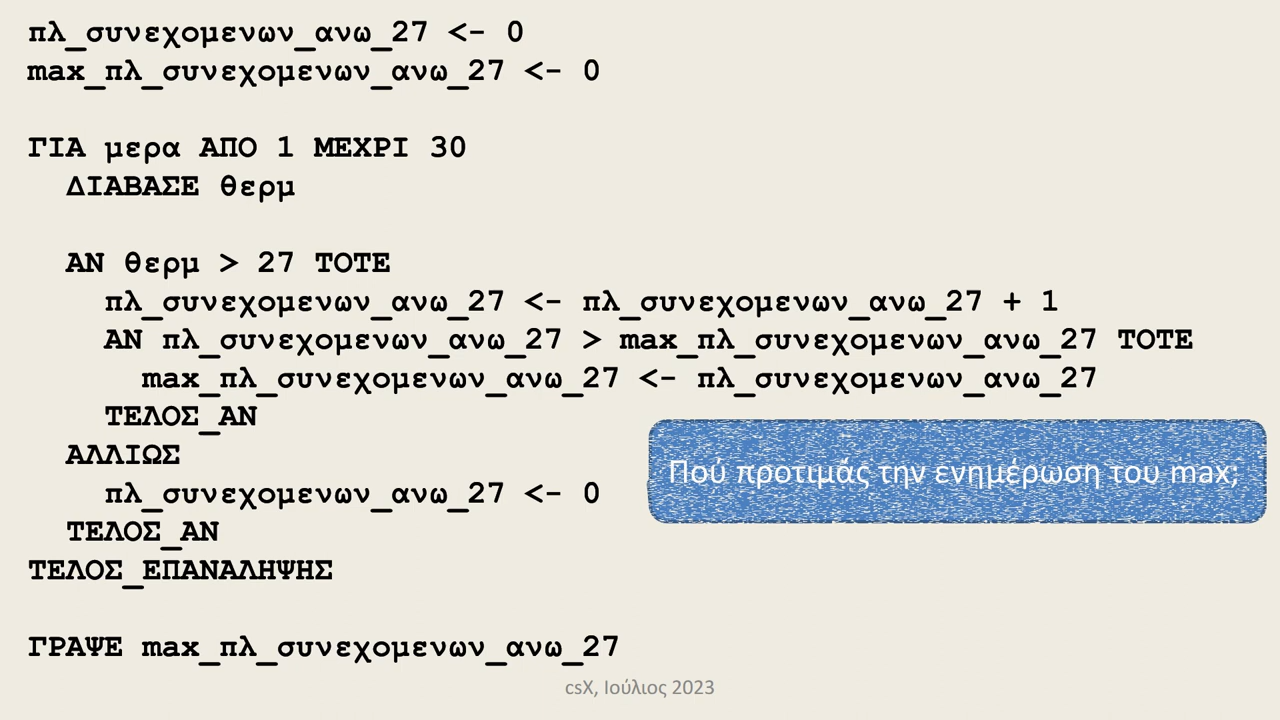 πλ_συνεχομενων_ανω_27 <- 0
max_πλ_συνεχομενων_ανω_27 <- 0
ΓΙΑ μερα ΑΠΟ 1 ΜΕΧΡΙ 30
ΔΙΑΒΑΣΕ θερμ
ΑΝ θερμ > 27 ΤΟΤΕ
πλ_συνεχομενων_ανω_27 <- πλ_συνεχομενων_ανω_27 + 1
ΑΝ πλ_συνεχομενων_ανω_27 > max_πλ_συνεχομενων_ανω_27 ΤΟΤΕ
max_πλ_συνεχομενων_ανω_27 <- πλ_συνεχομενων_ανω_27
ΤΕΛΟΣ_ΑΝ
ΑΛΛΙΩΣ
Πού προτιμάς την ενημέρωση του max;
πλ_συνεχομενων_ανω_27 <- 0
ΤΕΛΟΣ_ΑΝ
ΤΕΛΟΣ_ΕΠΑΝΑΛΗΨΗΣ
ΓΡΑΨΕ max_πλ_συνεχομενων_ανω_27
csX, Ιούλιος 2023